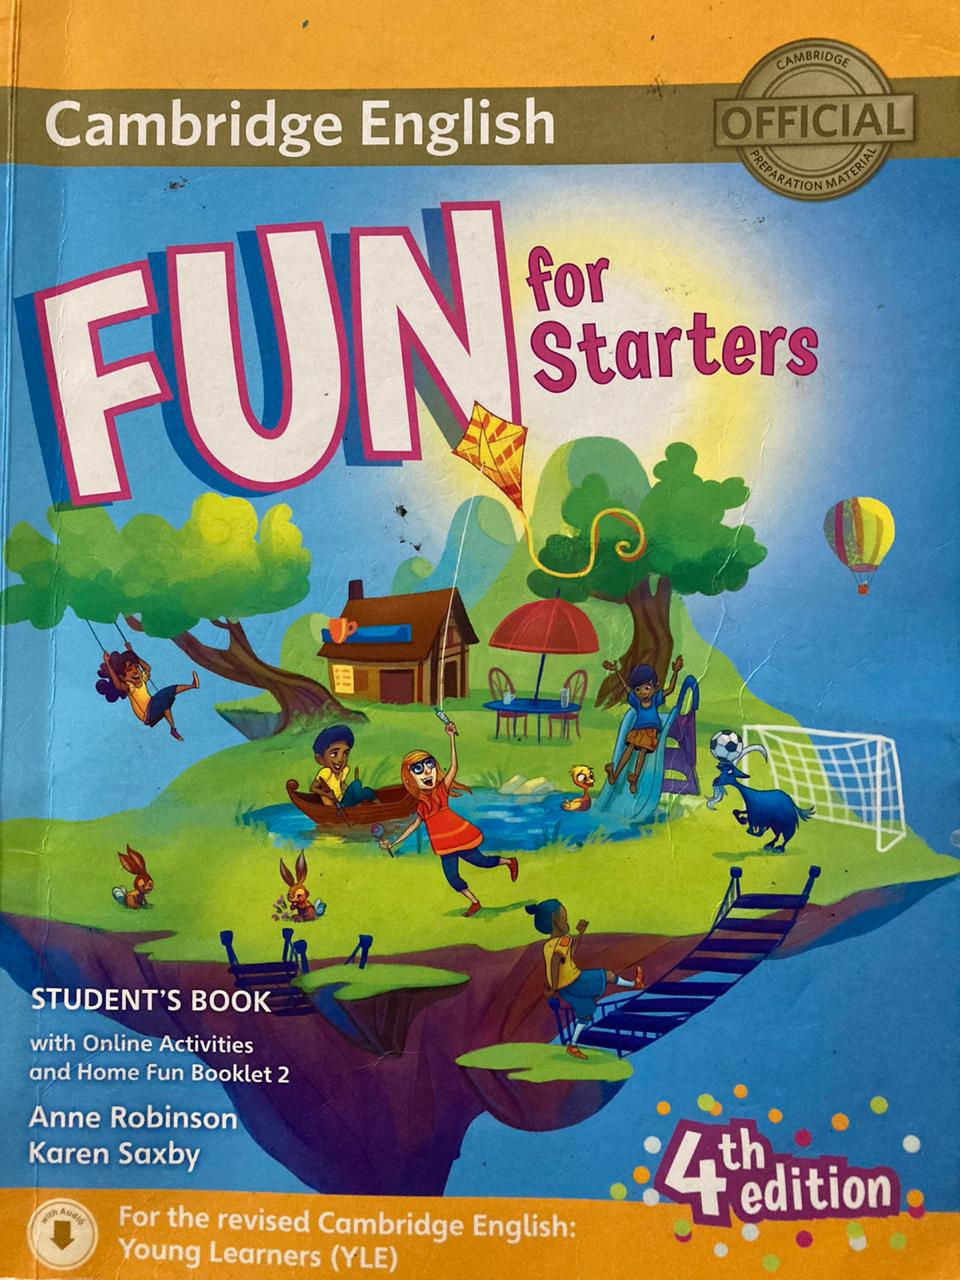 Cambridge English
CAMBRIDGE
OFFICIAL
PREPARATION MATERIAL
FUN for
Starters
STUDENT'S BOOK
with Online Activities
and Home Fun Booklet 2
Anne Robinson
Karen Saxby
4th
edition
with Audio
For the revised Cambridge English:
Young Learners (YLE)